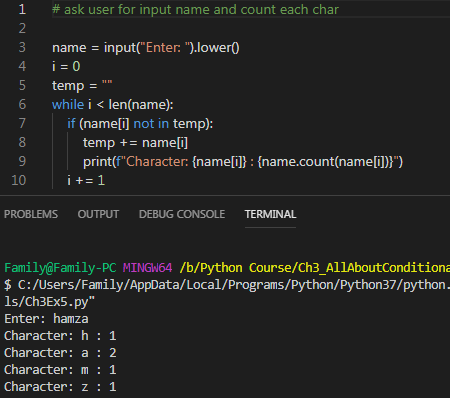 1 # ask user for input name and count each char
2
3 name = input("Enter: ").lower()
4 i = 0
5 temp = ""
6 while i < len(name):
7 if (name[i] not in temp):
8 temp += name[i]
9 print(f"Character: {name[i]} : {name.count(name[i])}")
10 i += 1
PROBLEMS OUTPUT DEBUG CONSOLE TERMINAL
Family@Family-PC MINGW64 /b/Python Course/Ch3_AllAboutConditiona
$ C:/Users/Family/AppData/Local/Programs/Python/Python37/python.
ls/Ch3Ex5.py"
Enter: hamza
Character: h : 1
Character: a : 2
Character: m : 1
Character: z : 1